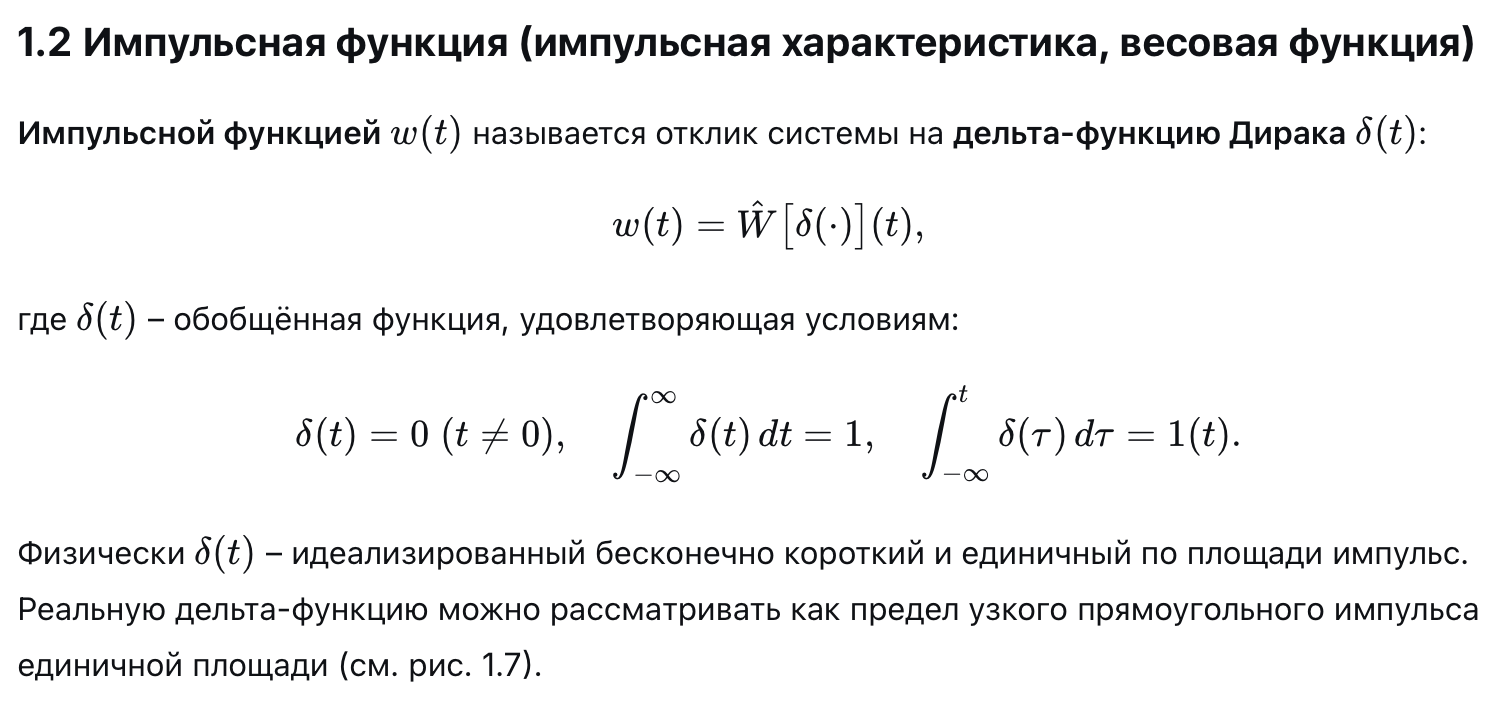 1.2 Импульсная функция (импульсная характеристика, весовая функция)
Импульсной функцией w(t) называется отклик системы на дельта-функцию Дирака δ(t):
w(t) = Ŵ[δ(·)](t),
где δ(t) – обобщённая функция, удовлетворяющая условиям:
δ(t) = 0 (t ≠ 0), ∫_{−∞}^{∞} δ(t) dt = 1, ∫_{−∞}^{t} δ(τ) dτ = 1(t).
Физически δ(t) – идеализированный бесконечно короткий и единичный по площади импульс.
Реальную дельта-функцию можно рассматривать как предел узкого прямоугольного импульса
единичной площади (см. рис. 1.7).